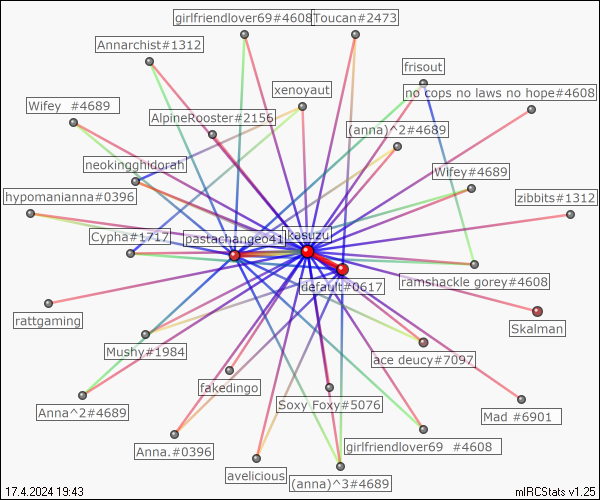 girlfriendlover69#4608
Toucan#2473
Annarchist#1312
frisout
xenoyaut
no cops no laws no hope#4608
Wifey  #4689
AlpineRooster#2156
(anna)^2#4689
neokingghidorah
Wifey#4689
hypomanianna#0396
zibbits#1312
Cypha#1717
pastachangeo41
kasuzu
ramshackle gorey#4608
default#0617
rattgaming
Skalman
Mushy#1984
ace deucy#7097
fakedingo
Anna^2#4689
Soxy Foxy#5076
Mad #6901
Anna.#0396
girlfriendlover69  #4608
avelicious
(anna)^3#4689
17.4.2024 19:43
mIRCStats v1.25